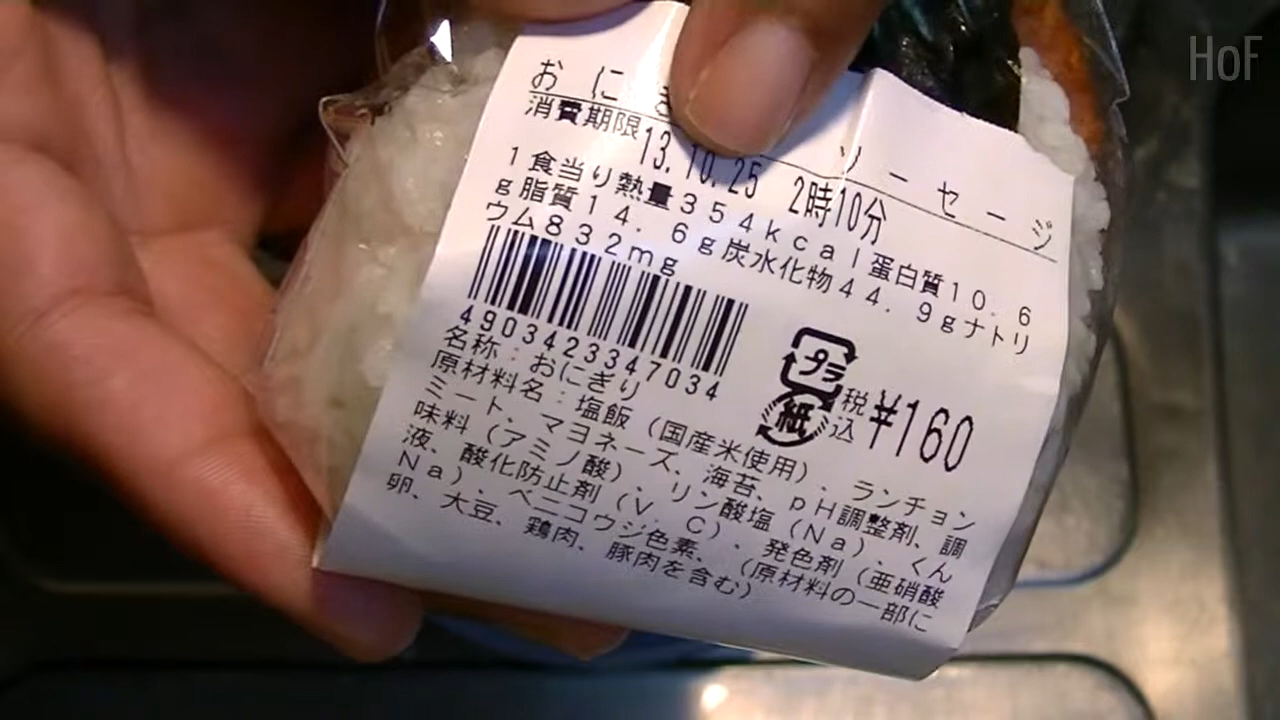 HoF
おにぎ ソーセージ
消費期限13.10.25 2時10分
1食当り熱量354kcal蛋白質10.6
g脂質14.6g炭水化物44.9gナトリ
ウム832mg
4903423347034
プラ
紙
税込¥160
名称:おにぎり
原材料名:塩飯(国産米使用)、ランチョン
ミート、マヨネーズ、海苔、pH調整剤、調
味料(アミノ酸)、リン酸塩(Na)、くん
液、酸化防止剤(V.C)、発色剤(亜硝酸
Na)、ベニコウジ色素、(原材料の一部に
卵、大豆、鶏肉、豚肉を含む)